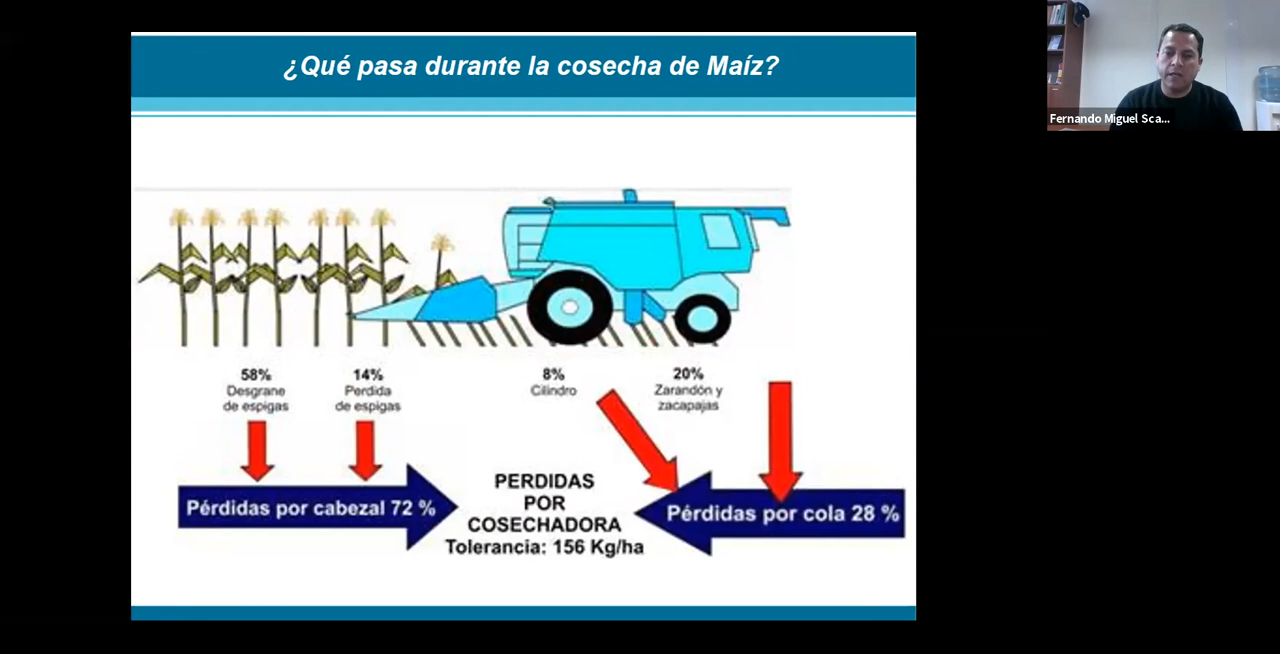 ¿Qué pasa durante la cosecha de Maíz?
Fernando Miguel Sca...
58%
Desgrane
de espigas
14%
Perdida
de espigas
8%
Cilindro
20%
Zarandón y
zacapajas
Pérdidas por cabezal 72 %
PERDIDAS
POR
COSECHADORA
Tolerancia: 156 Kg/ha
Pérdidas por cola 28 %